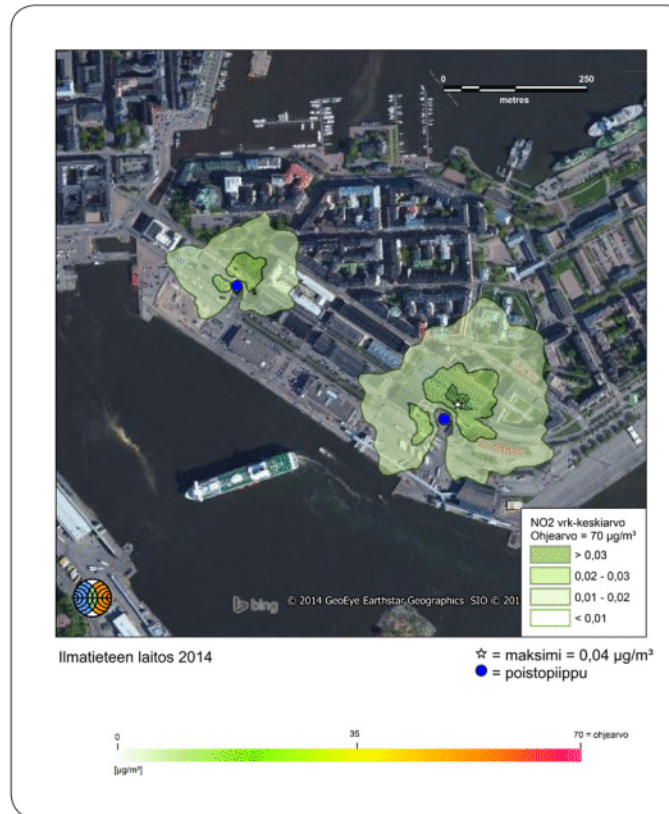 0 250
metres
NO2 vrk-keskiarvo
Ohjearvo = 70 µg/m³
> 0,03
0,02 - 0,03
0,01 - 0,02
< 0,01
bing © 2014 GeoEye Earthstar Geographics SIO © 201
Ilmatieteen laitos 2014
☆ = maksimi = 0,04 µg/m³
= poistopiippu
0 35 70 = ohjearvo
[µg/m³]